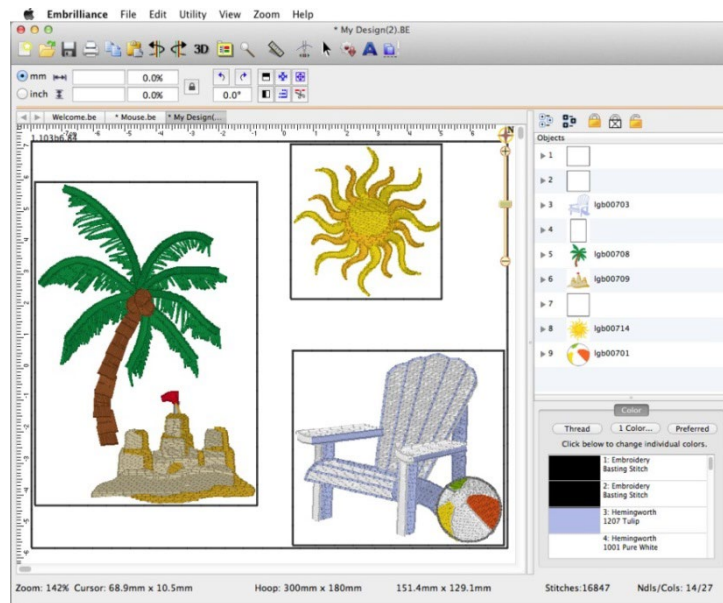 Embrilliance File Edit Utility View Zoom Help
* My Design(2).BE
3D
A
mm 0.0%
inch 0.0% 0.0°
Welcome.be * Mouse.be * My Design(...
N
Objects
1
2
3 lgb00703
4
5 lgb00708
6 lgb00709
7
8 lgb00714
9 lgb00701
Color
Thread 1 Color... Preferred
Click below to change individual colors.
1: Embroidery
Basting Stitch
2: Embroidery
Basting Stitch
3: Hemingworth
1207 Tulip
4: Hemingworth
1001 Pure White
Zoom: 142% Cursor: 68.9mm x 10.5mm Hoop: 300mm x 180mm 151.4mm x 129.1mm Stitches:16847 Ndls/Cols: 14/27